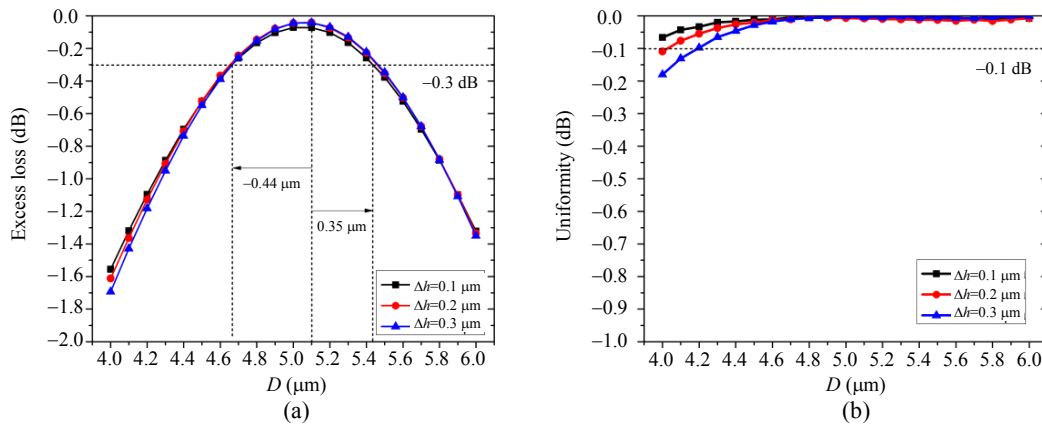 0.0
−0.2
−0.4
−0.6
−0.8
−1.0
−1.2
−1.4
−1.6
−1.8
−2.0
Excess loss (dB)
−0.3 dB
−0.44 μm
0.35 μm
Δh=0.1 μm
Δh=0.2 μm
Δh=0.3 μm
4.0 4.2 4.4 4.6 4.8 5.0 5.2 5.4 5.6 5.8 6.0
D (μm)
(a)
0.0
−0.1
−0.2
−0.3
−0.4
−0.5
−0.6
−0.7
−0.8
−0.9
−1.0
Uniformity (dB)
−0.1 dB
Δh=0.1 μm
Δh=0.2 μm
Δh=0.3 μm
4.0 4.2 4.4 4.6 4.8 5.0 5.2 5.4 5.6 5.8 6.0
D (μm)
(b)